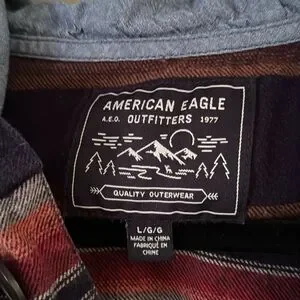 AMERICAN EAGLE
A.E.O. OUTFITTERS 1977
QUALITY OUTERWEAR
L/G/G
MADE IN CHINA
FABRIQUÉ EN
CHINE